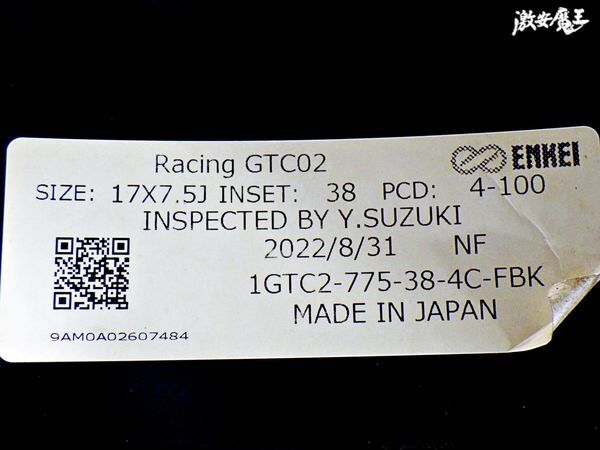 激安魔王
Racing GTC02 ENKEI
SIZE: 17X7.5J INSET: 38 PCD: 4-100
INSPECTED BY Y.SUZUKI
2022/8/31 NF
1GTC2-775-38-4C-FBK
MADE IN JAPAN
9AM0A02607484